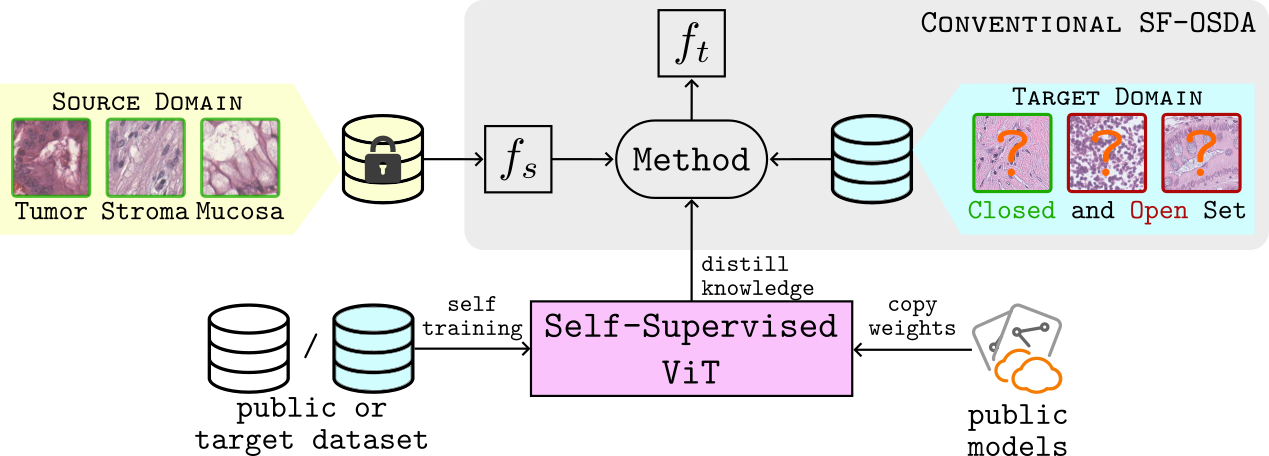 CONVENTIONAL SF-OSDA
f_t
SOURCE DOMAIN
Tumor Stroma Mucosa
f_s
Method
TARGET DOMAIN
? ? ?
Closed and Open Set
distill
knowledge
self
training
Self-Supervised
ViT
copy
weights
/
public or
target dataset
public
models